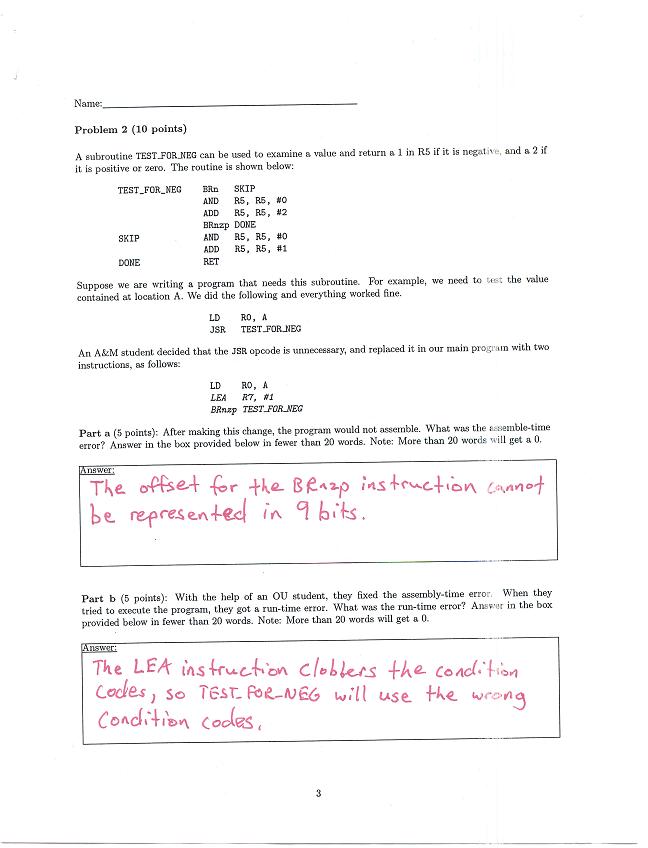 Name:
Problem 2 (10 points)
A subroutine TEST_FOR_NEG can be used to examine a value and return a 1 in R5 if it is negative, and a 2 if
it is positive or zero. The routine is shown below:
TEST_FOR_NEG BRn SKIP
AND R5, R5, #0
ADD R5, R5, #2
BRnzp DONE
SKIP AND R5, R5, #0
ADD R5, R5, #1
DONE RET
Suppose we are writing a program that needs this subroutine. For example, we need to test the value
contained at location A. We did the following and everything worked fine.
LD R0, A
JSR TEST_FOR_NEG
An A&M student decided that the JSR opcode is unnecessary, and replaced it in our main program with two
instructions, as follows:
LD R0, A
LEA R7, #1
BRnzp TEST_FOR_NEG
Part a (5 points): After making this change, the program would not assemble. What was the assemble-time
error? Answer in the box provided below in fewer than 20 words. Note: More than 20 words will get a 0.
Answer:
The offset for the BRnzp instruction cannot
be represented in 9 bits.
Part b (5 points): With the help of an OU student, they fixed the assembly-time error. When they
tried to execute the program, they got a run-time error. What was the run-time error? Answer in the box
provided below in fewer than 20 words. Note: More than 20 words will get a 0.
Answer:
The LEA instruction clobbers the condition
codes, so TEST_FOR_NEG will use the wrong
condition codes.
3